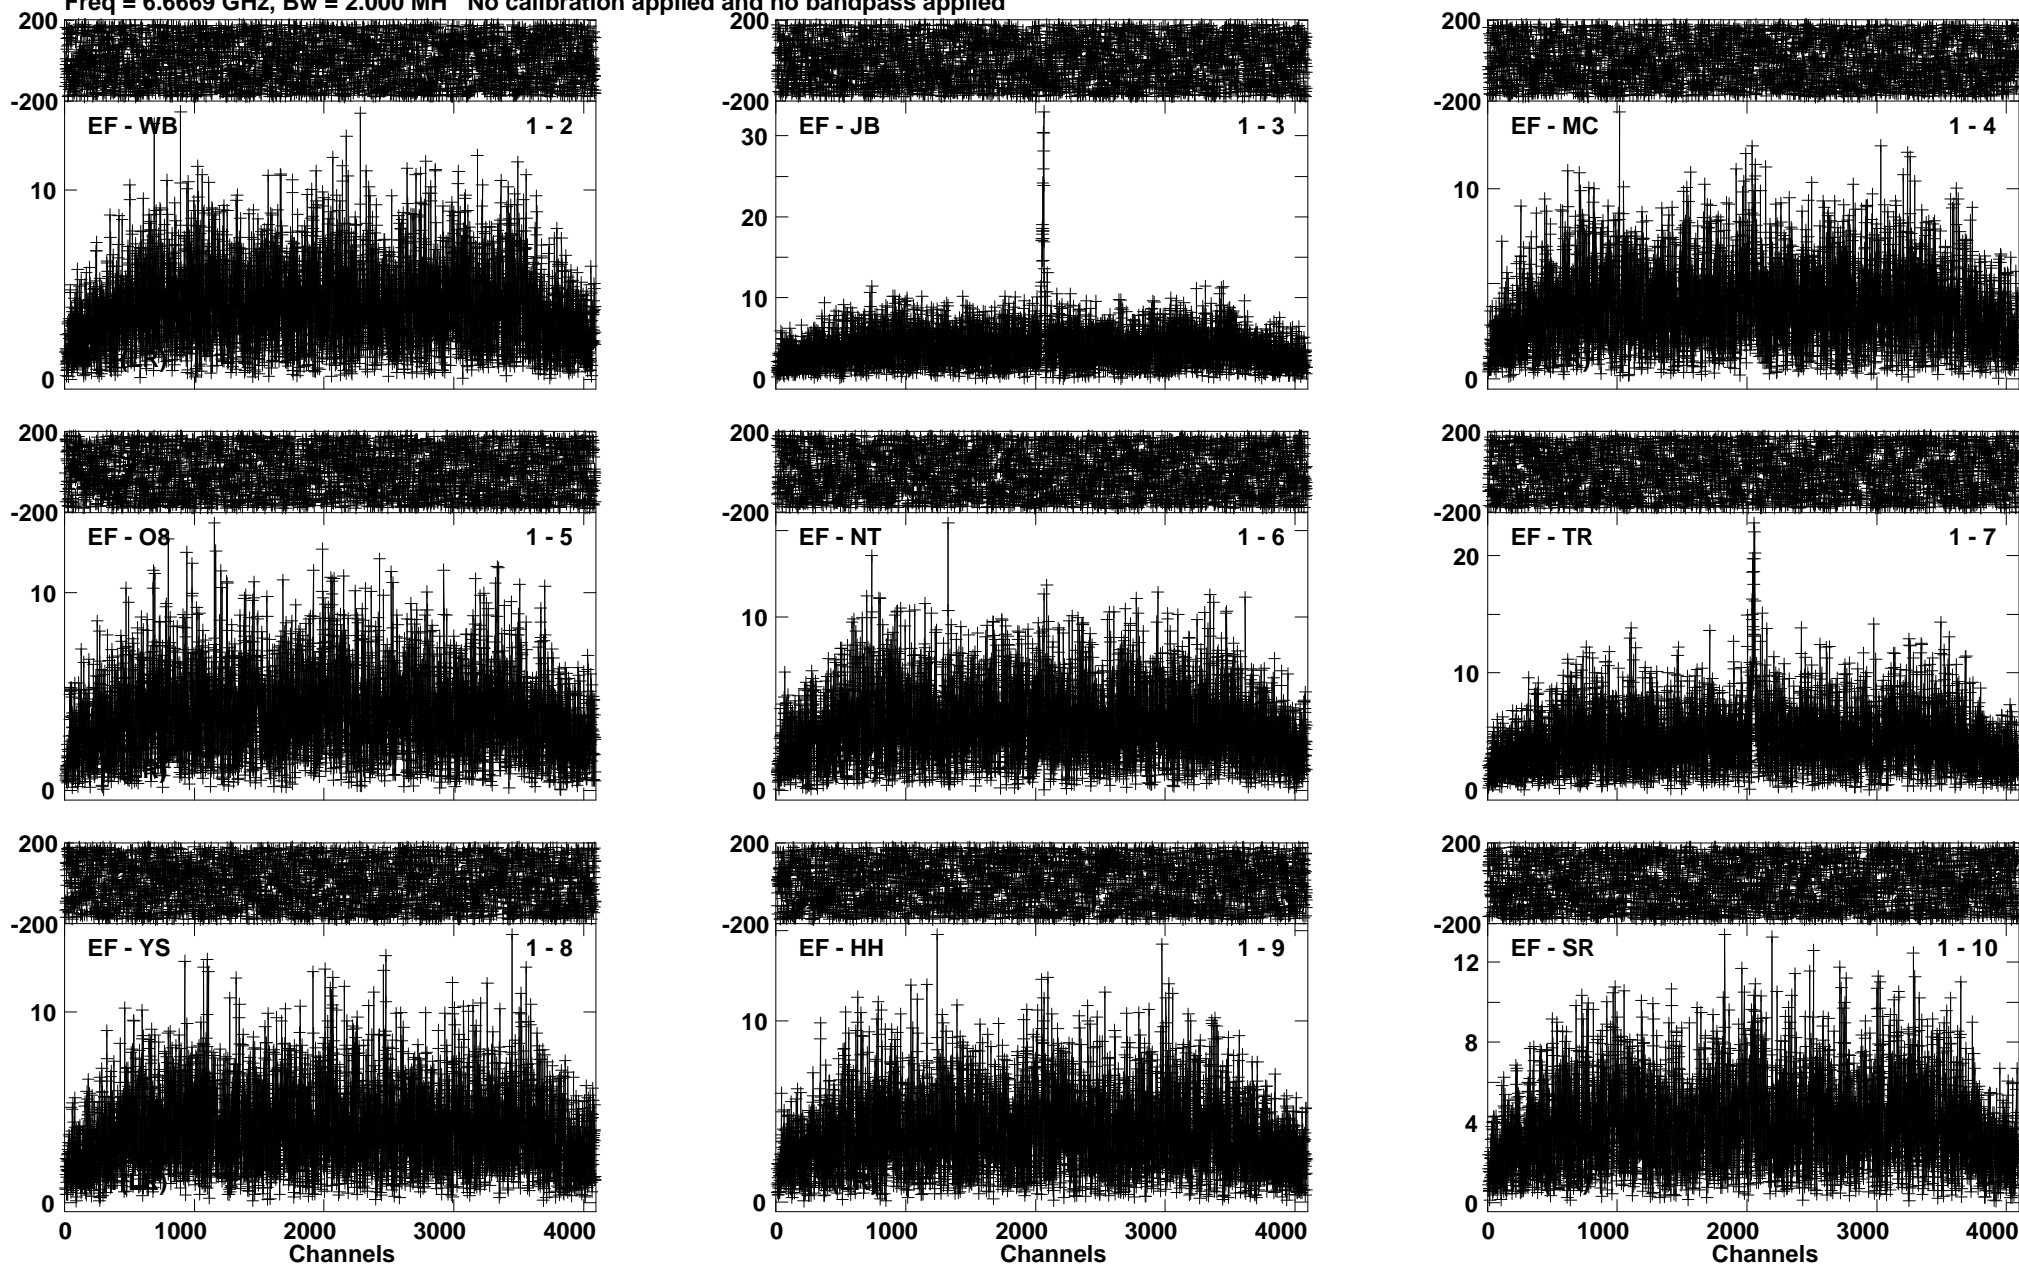 Freq = 6.6669 GHz, Bw = 2.000 MH No calibration applied and no bandpass applied
200 200 200
-200 -200 -200
EF - WB 1 - 2 EF - JB 1 - 3 EF - MC 1 - 4
30
10 20 10
10
0 0 0
200 200 200
-200 -200 -200
EF - O8 1 - 5 EF - NT 1 - 6 EF - TR 1 - 7
20
10 10 10
0 0 0
200 200 200
-200 -200 -200
EF - YS 1 - 8 EF - HH 1 - 9 EF - SR 1 - 10
12
10 10 8
4
0 0 0
0 1000 2000 3000 4000 0 1000 2000 3000 4000 0 1000 2000 3000 4000
Channels Channels Channels